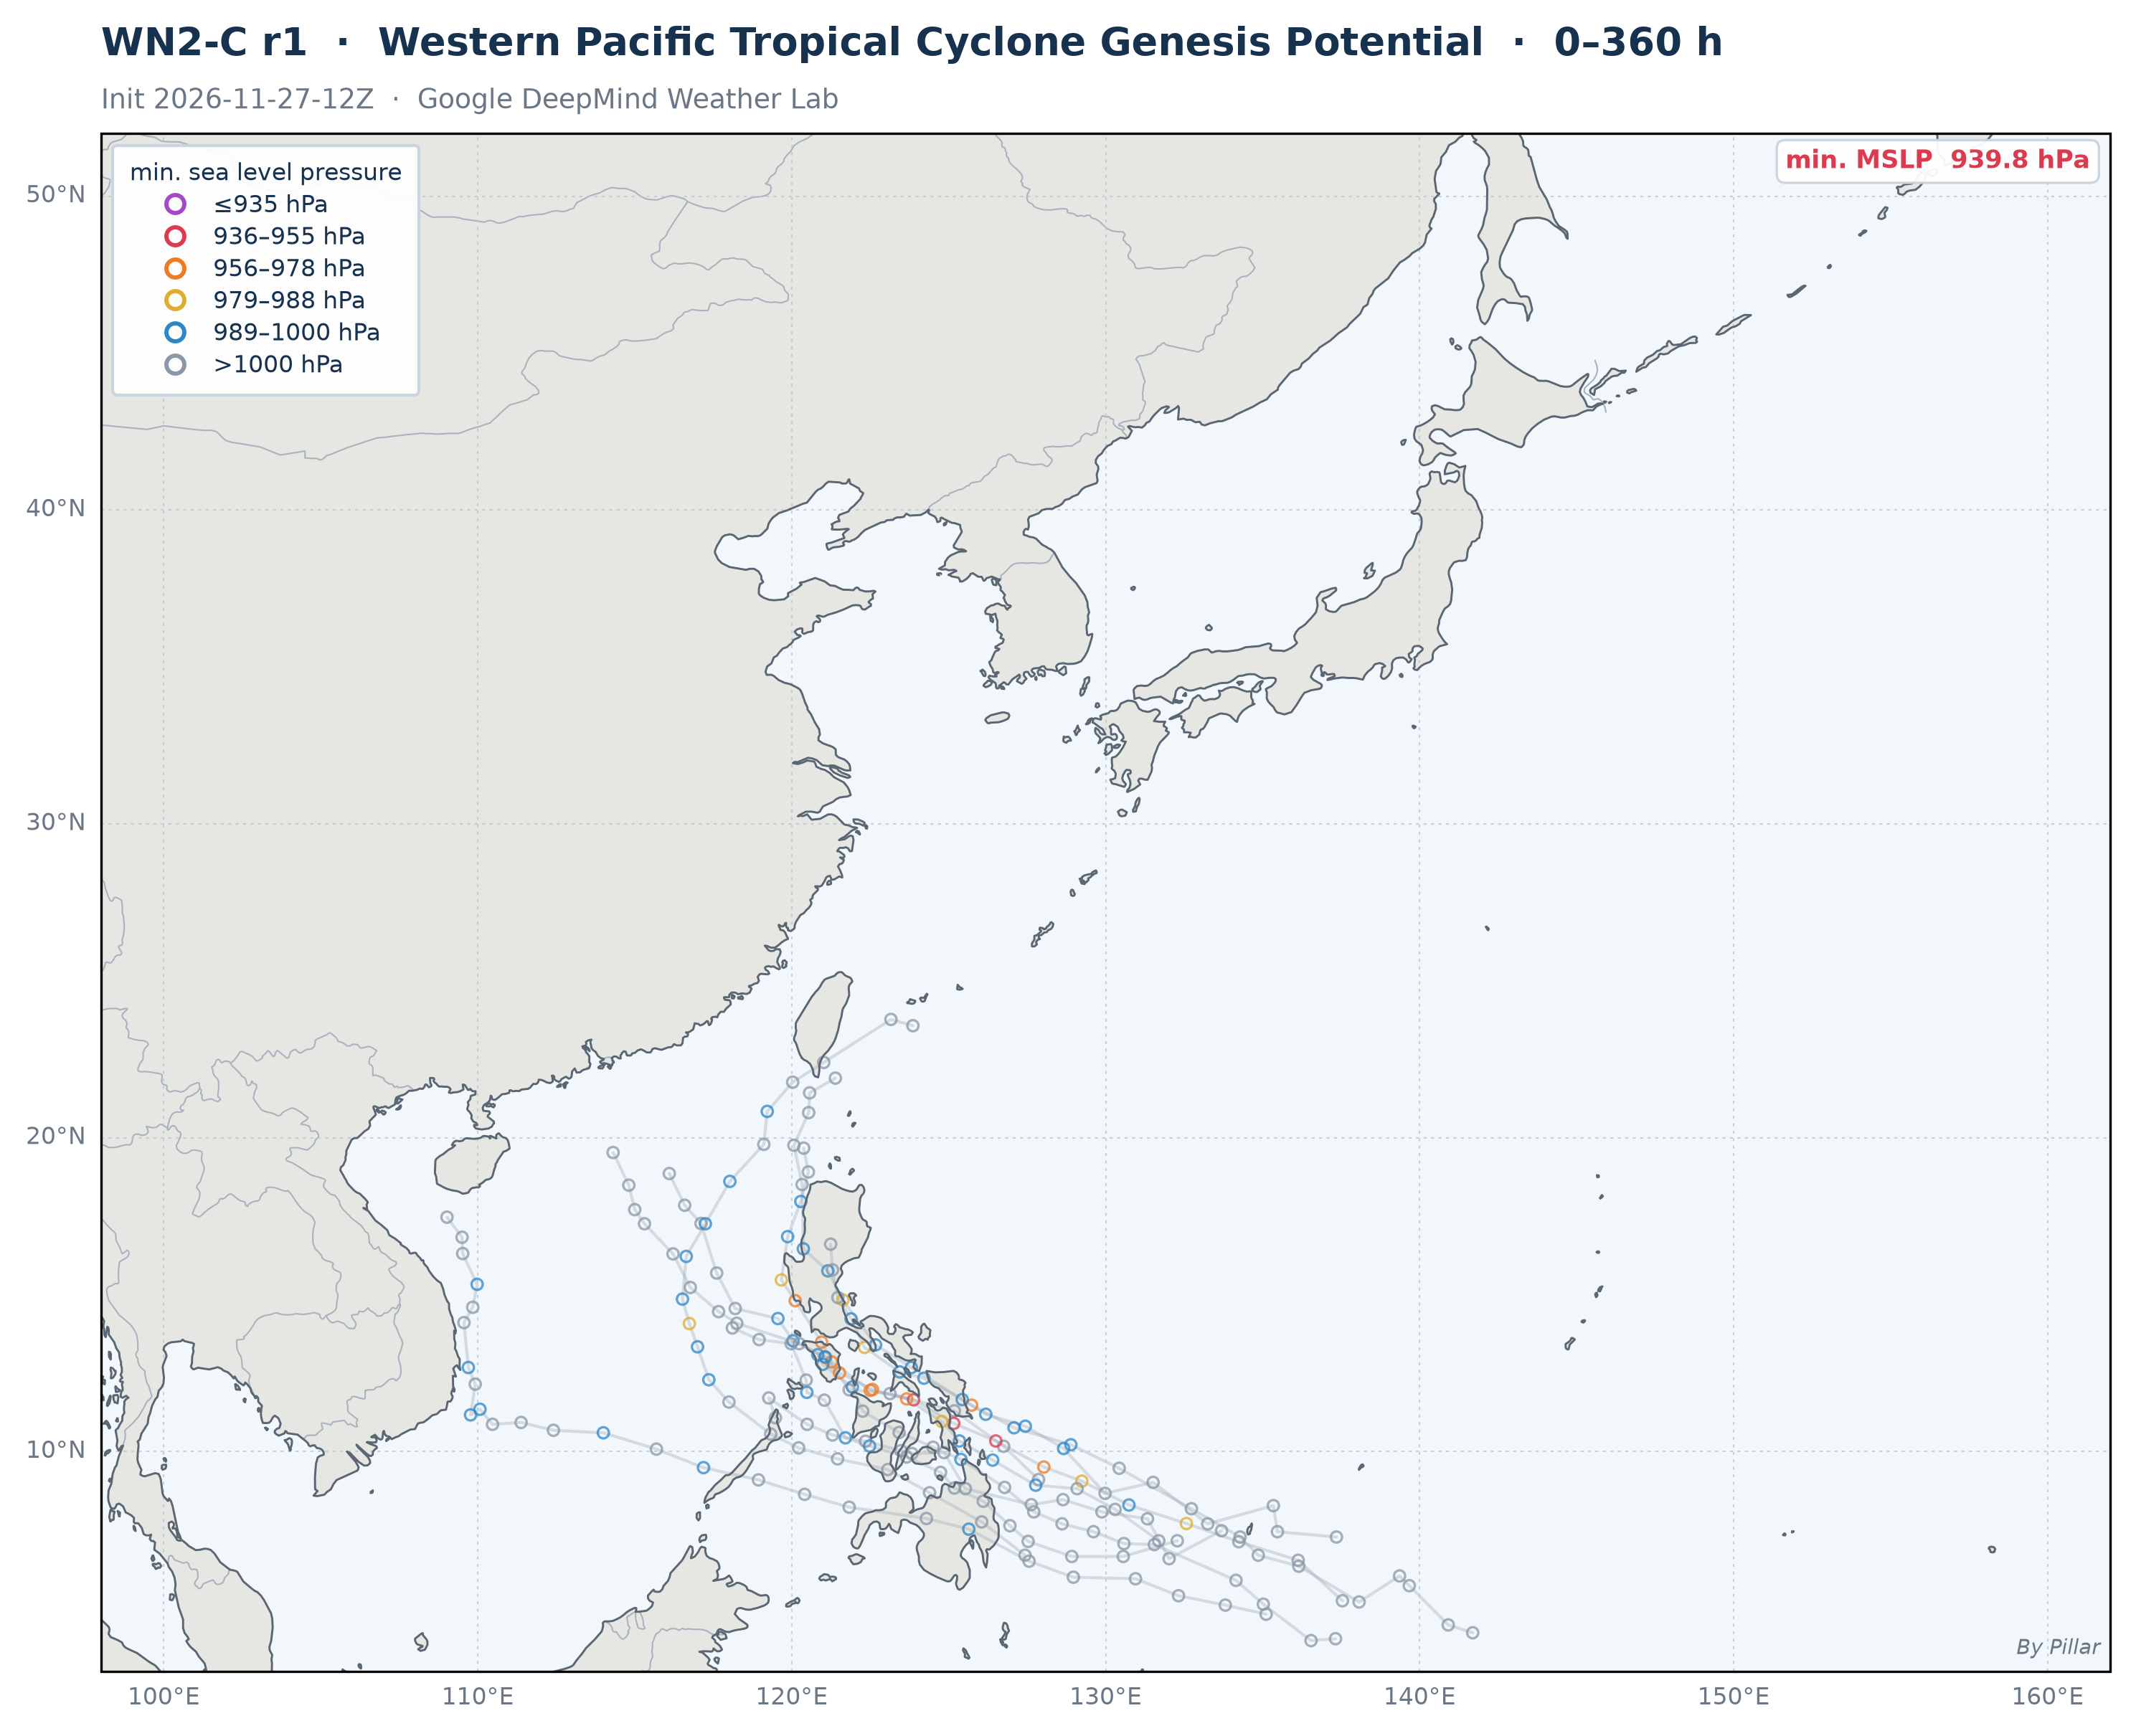 WN2-C r1 · Western Pacific Tropical Cyclone Genesis Potential · 0–360 h
Init 2026-11-27-12Z · Google DeepMind Weather Lab
min. sea level pressure
≤935 hPa
936–955 hPa
956–978 hPa
979–988 hPa
989–1000 hPa
>1000 hPa
min. MSLP 939.8 hPa
50°N
40°N
30°N
20°N
10°N
By Pillar
100°E 110°E 120°E 130°E 140°E 150°E 160°E